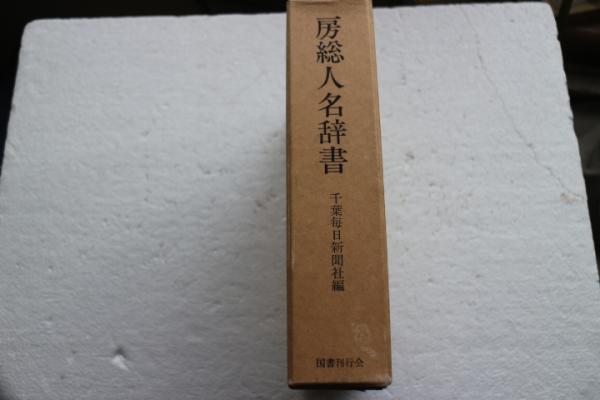 房総人名辞書
千葉毎日新聞社編
国書刊行会